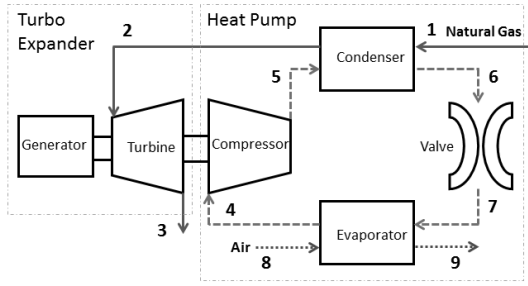 Turbo
Expander
Heat Pump
2
1
Natural Gas
Condenser
5
6
Generator
Turbine
Compressor
Valve
3
4
7
Evaporator
Air
8
9